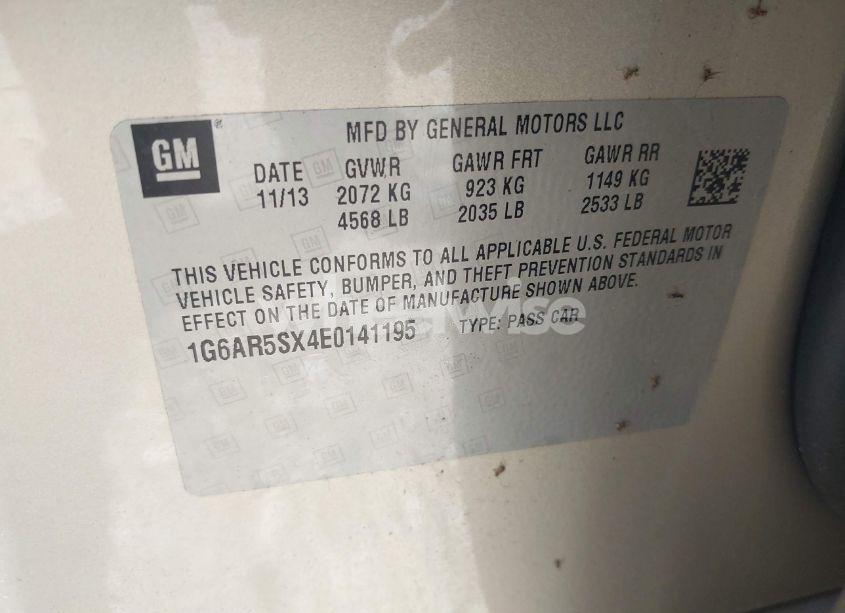 GM
MFD BY GENERAL MOTORS LLC
DATE GVWR GAWR FRT GAWR RR
11/13 2072 KG 923 KG 1149 KG
4568 LB 2035 LB 2533 LB
THIS VEHICLE CONFORMS TO ALL APPLICABLE U.S. FEDERAL MOTOR
VEHICLE SAFETY, BUMPER, AND THEFT PREVENTION STANDARDS IN
EFFECT ON THE DATE OF MANUFACTURE SHOWN ABOVE.
1G6AR5SX4E0141195 TYPE: PASS CAR